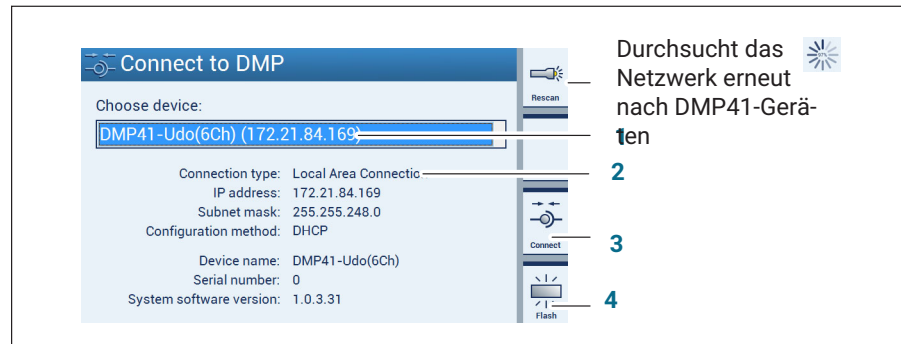 Connect to DMP
Choose device:
DMP41-Udo(6Ch) (172.21.84.169)
Connection type: Local Area Connectio
IP address: 172.21.84.169
Subnet mask: 255.255.248.0
Configuration method: DHCP
Device name: DMP41-Udo(6Ch)
Serial number: 0
System software version: 1.0.3.31
Rescan
Connect
Flash
Durchsucht das
Netzwerk erneut
nach DMP41-Gerä-
ten
1
2
3
4